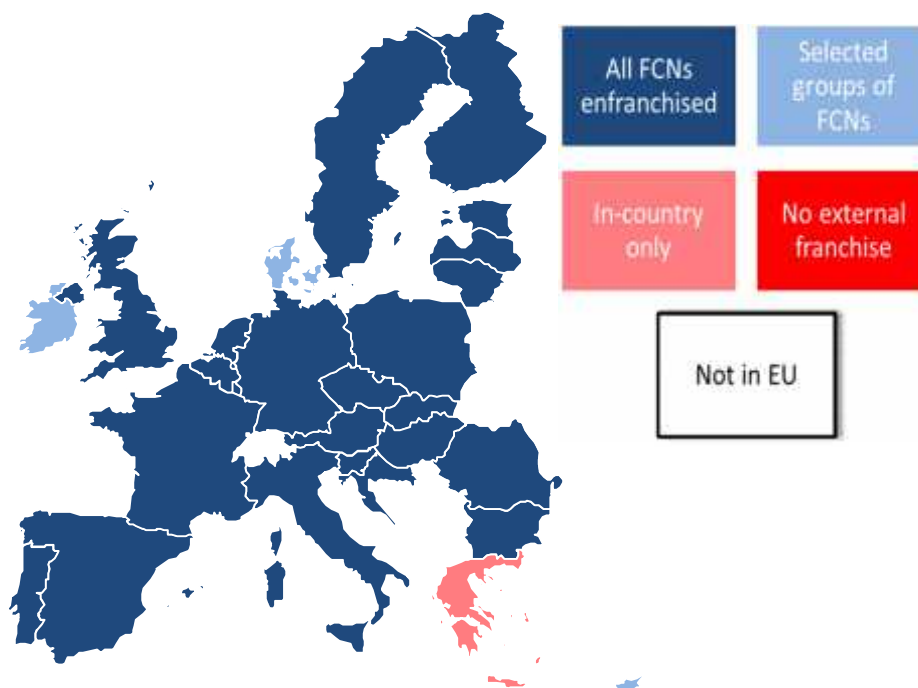 All FCNs
enfranchised
Selected
groups of
FCNs
In-country
only
No external
franchise
Not in EU